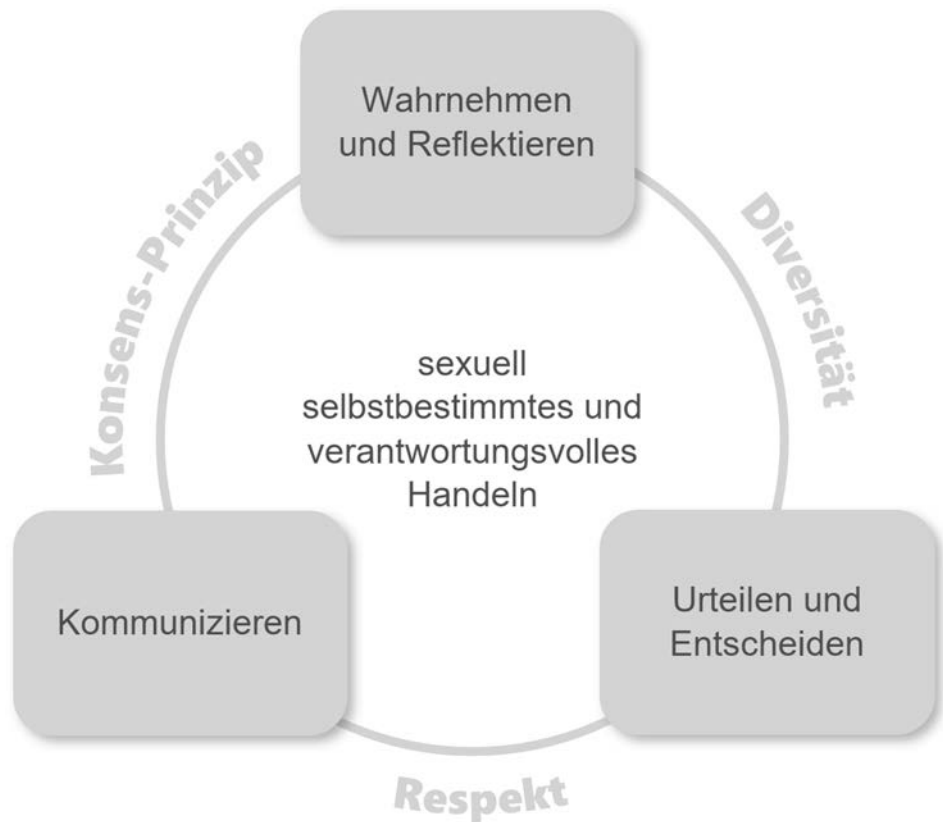 Wahrnehmen
und Reflektieren
Konsens-Prinzip
Diversität
sexuell
selbstbestimmtes und
verantwortungsvolles
Handeln
Kommunizieren
Urteilen und
Entscheiden
Respekt